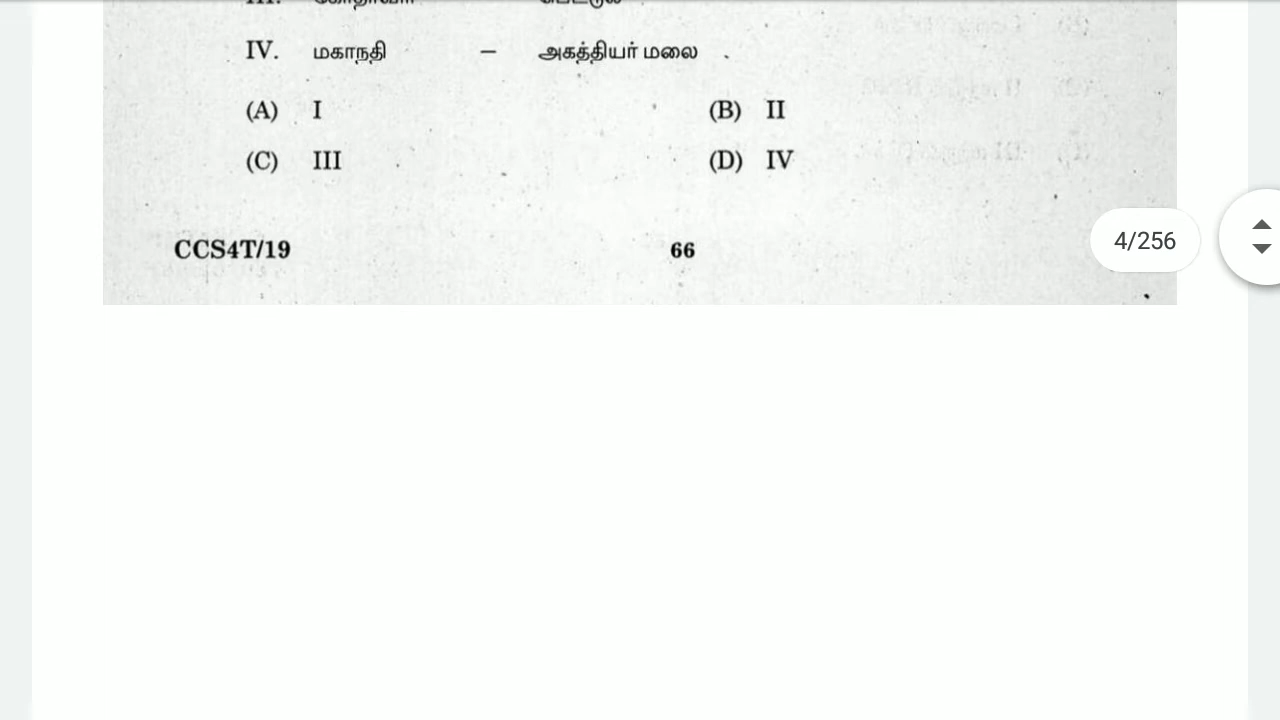 IV. மகாநதி – அகத்தியர் மலை
(A) I (B) II
(C) III (D) IV
CCS4T/19 66
4/256